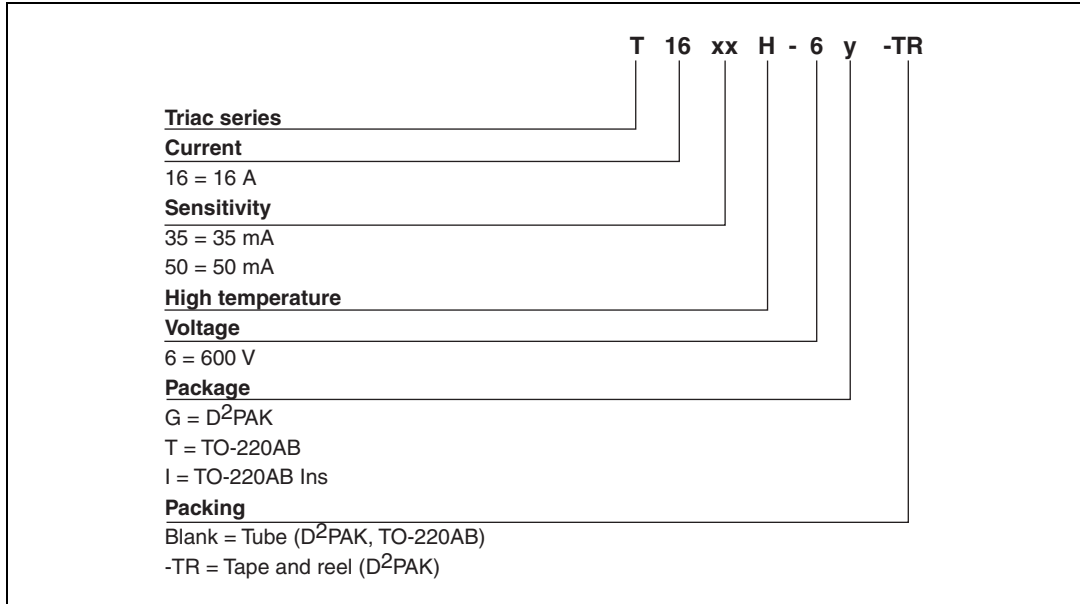 T 16 xx H - 6 y -TR
Triac series
Current
16 = 16 A
Sensitivity
35 = 35 mA
50 = 50 mA
High temperature
Voltage
6 = 600 V
Package
G = D2PAK
T = TO-220AB
I = TO-220AB Ins
Packing
Blank = Tube (D2PAK, TO-220AB)
-TR = Tape and reel (D2PAK)